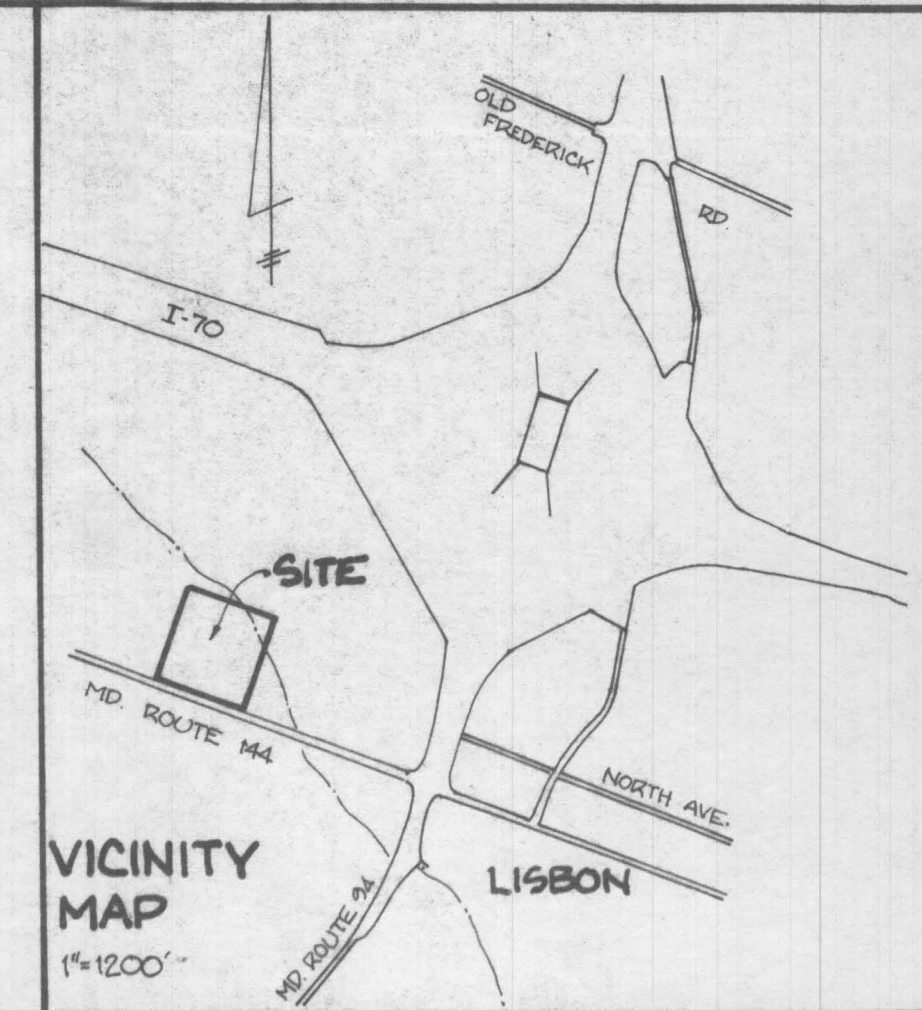 OLD
FREDERICK
RD.
I-70
SITE
MD. ROUTE 144
NORTH AVE.
LISBON
MD. ROUTE 94
VICINITY
MAP
1"=1200'